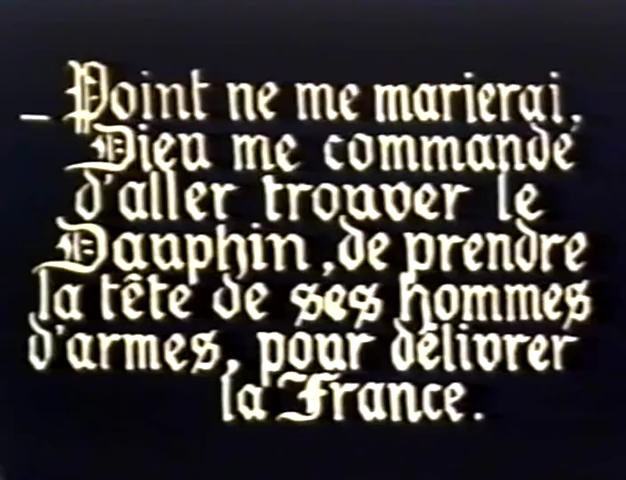 _ Point ne me marierai,
Dieu me commande
d'aller trouver le
Dauphin, de prendre
la tête de ses hommes
d'armes, pour délivrer
la France.